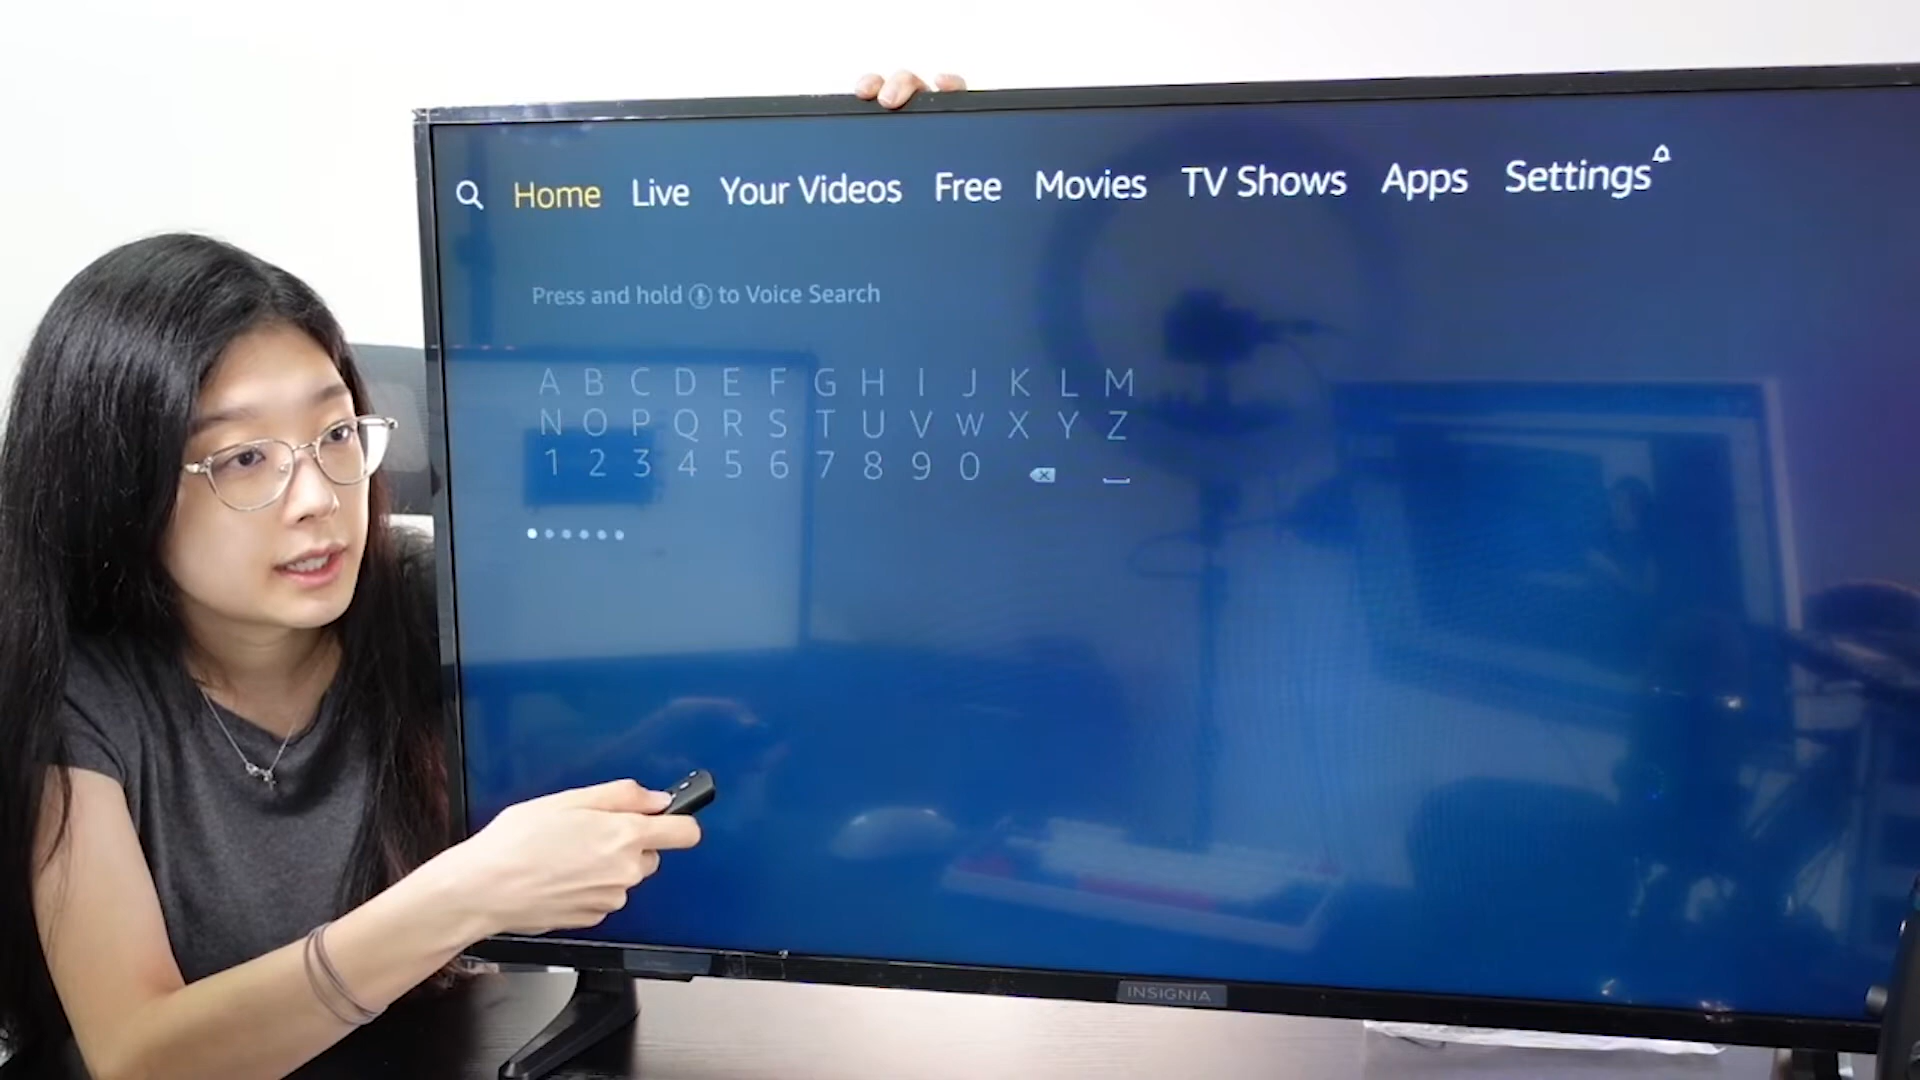 Home Live Your Videos Free Movies TV Shows Apps Settings
Press and hold to Voice Search
A B C D E F G H I J K L M
N O P Q R S T U V W X Y Z
1 2 3 4 5 6 7 8 9 0
INSIGNIA